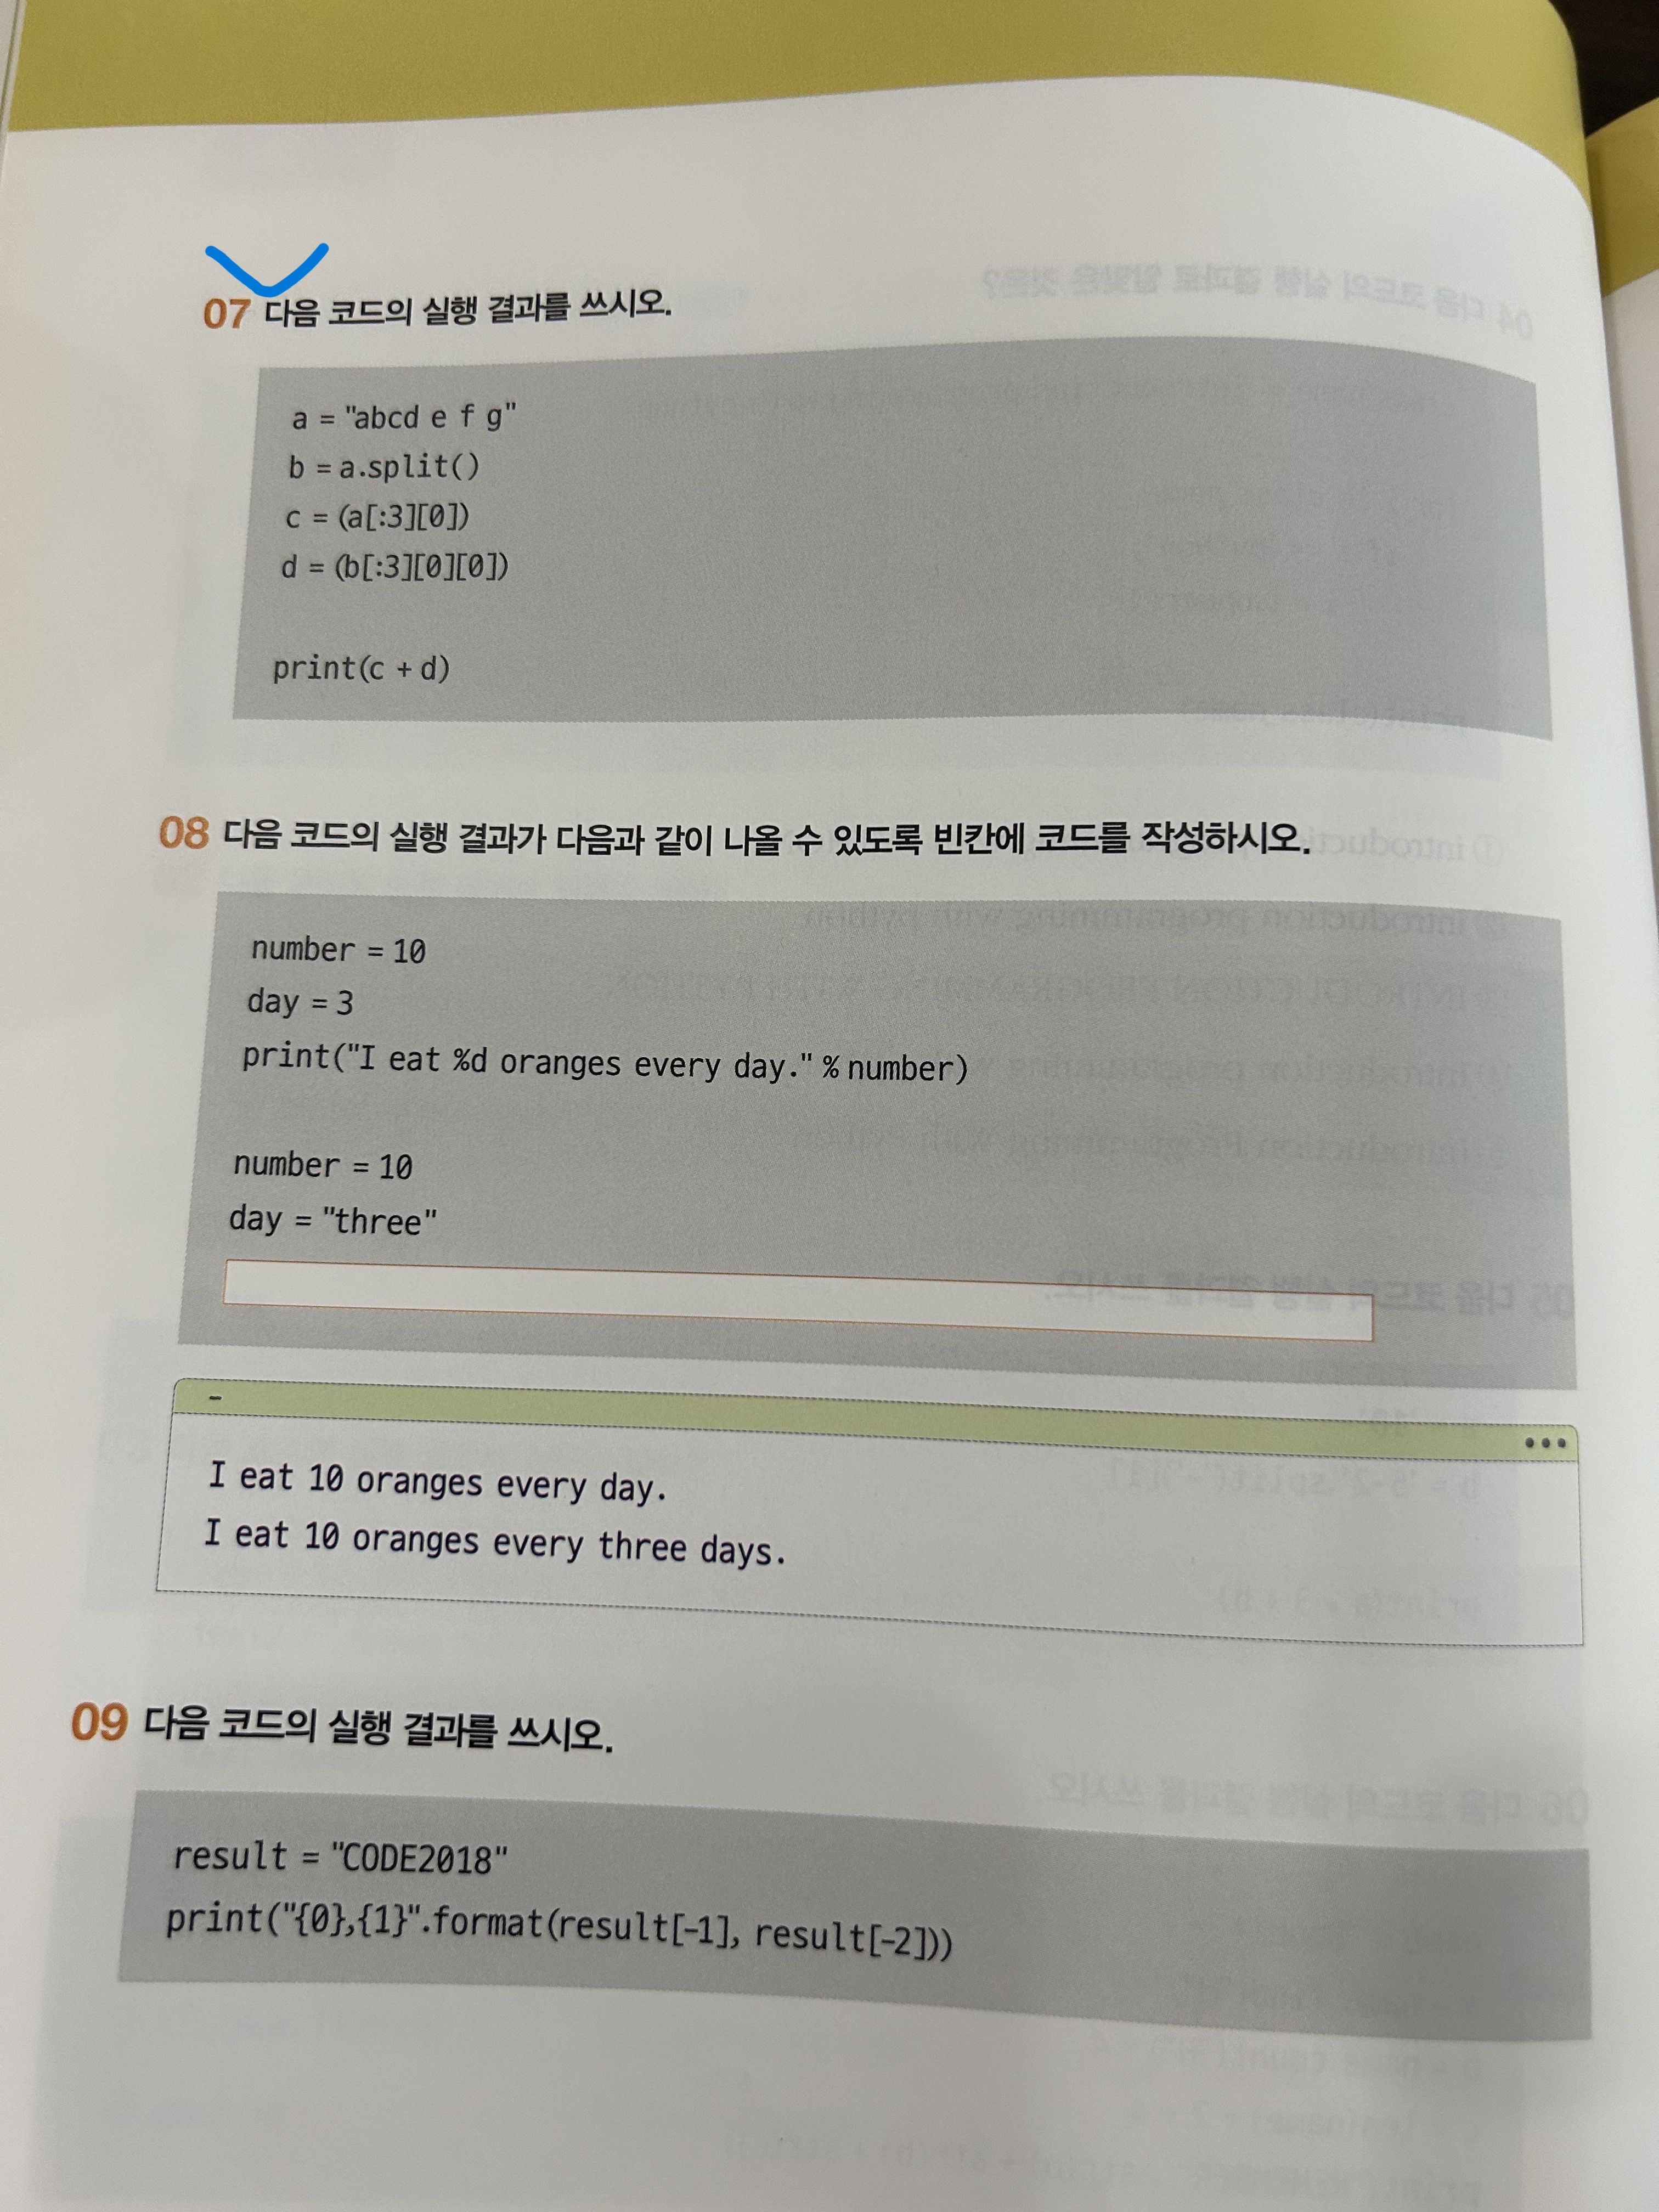 07 다음 코드의 실행 결과를 쓰시오.
a = "abcd e f g"
b = a.split()
c = (a[:3][0])
d = (b[:3][0][0])
print(c + d)
08 다음 코드의 실행 결과가 다음과 같이 나올 수 있도록 빈칸에 코드를 작성하시오.
number = 10
day = 3
print("I eat %d oranges every day." % number)
number = 10
day = "three"
I eat 10 oranges every day.
I eat 10 oranges every three days.
09 다음 코드의 실행 결과를 쓰시오.
result = "CODE2018"
print("{0},{1}".format(result[-1], result[-2]))